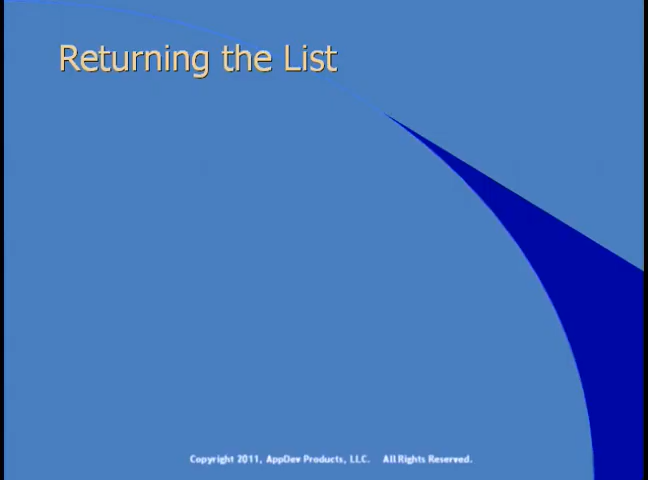 Returning the List
Copyright 2011, AppDev Products, LLC. All Rights Reserved.